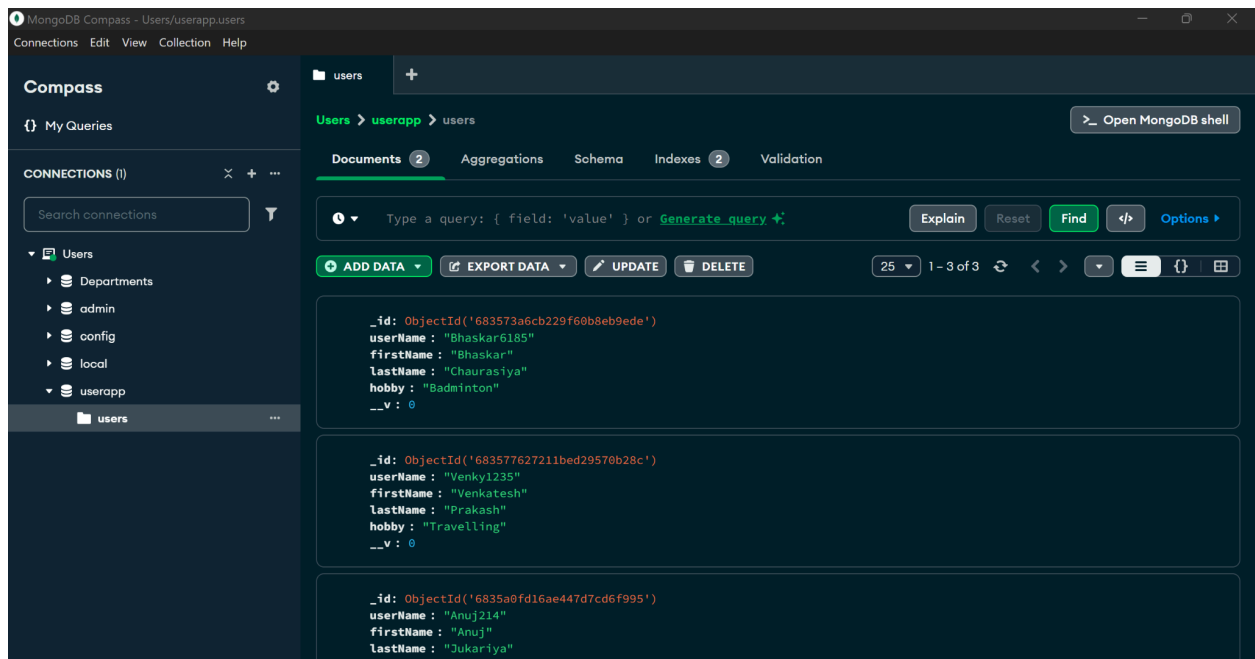 MongoDB Compass - Users/userapp.users
Connections Edit View Collection Help
Compass
{} My Queries
CONNECTIONS (1)
Search connections
Users
Departments
admin
config
local
userapp
users
users
Users > userapp > users
>_ Open MongoDB shell
Documents 2 Aggregations Schema Indexes 2 Validation
Type a query: { field: 'value' } or Generate query
Explain Reset Find </> Options
ADD DATA EXPORT DATA UPDATE DELETE
25 1 – 3 of 3 {}
_id: ObjectId('683573a6cb229f60b8eb9ede')
userName : "Bhaskar6185"
firstName : "Bhaskar"
lastName : "Chaurasiya"
hobby : "Badminton"
__v : 0
_id: ObjectId('683577627211bed29570b28c')
userName : "Venky1235"
firstName : "Venkatesh"
lastName : "Prakash"
hobby : "Travelling"
__v : 0
_id: ObjectId('6835a0fd16ae447d7cd6f995')
userName : "Anuj214"
firstName : "Anuj"
lastName : "Jukariya"